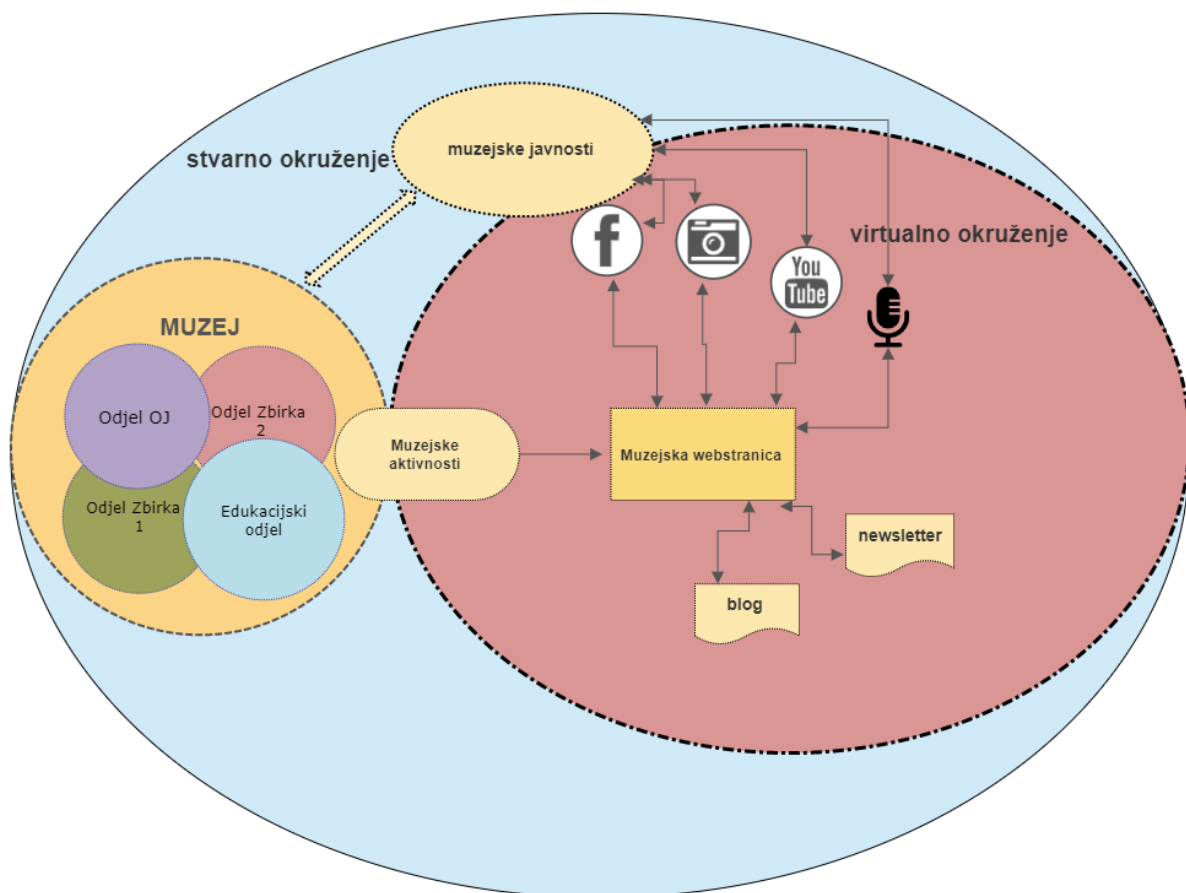 stvarno okruženje
muzejske javnosti
virtualno okruženje
f
You
Tube
MUZEJ
Odjel OJ
Odjel Zbirka
2
Odjel Zbirka
1
Edukacijski
odjel
Muzejske
aktivnosti
Muzejska webstranica
newsletter
blog